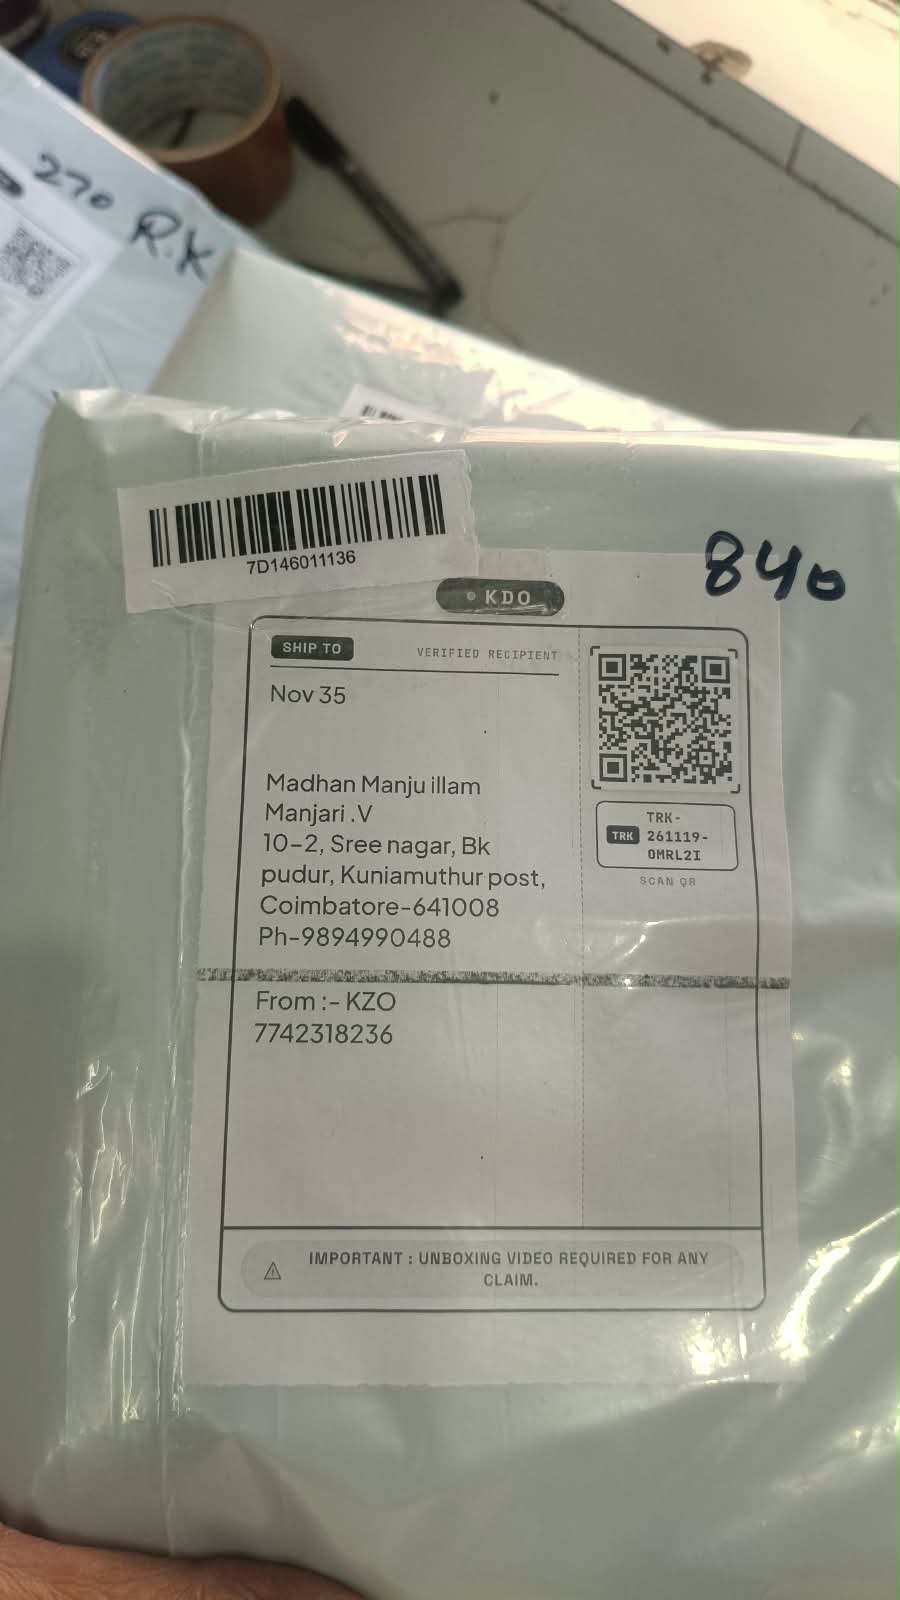 270
R.K
7D146011136
840
KDO
SHIP TO
VERIFIED RECIPIENT
Nov 35
Madhan Manju illam
Manjari .V
10-2, Sree nagar, Bk
pudur, Kuniamuthur post,
Coimbatore-641008
Ph-9894990488
TRK
TRK-
261119-
0MRL2I
SCAN QR
From :- KZO
7742318236
IMPORTANT : UNBOXING VIDEO REQUIRED FOR ANY
CLAIM.